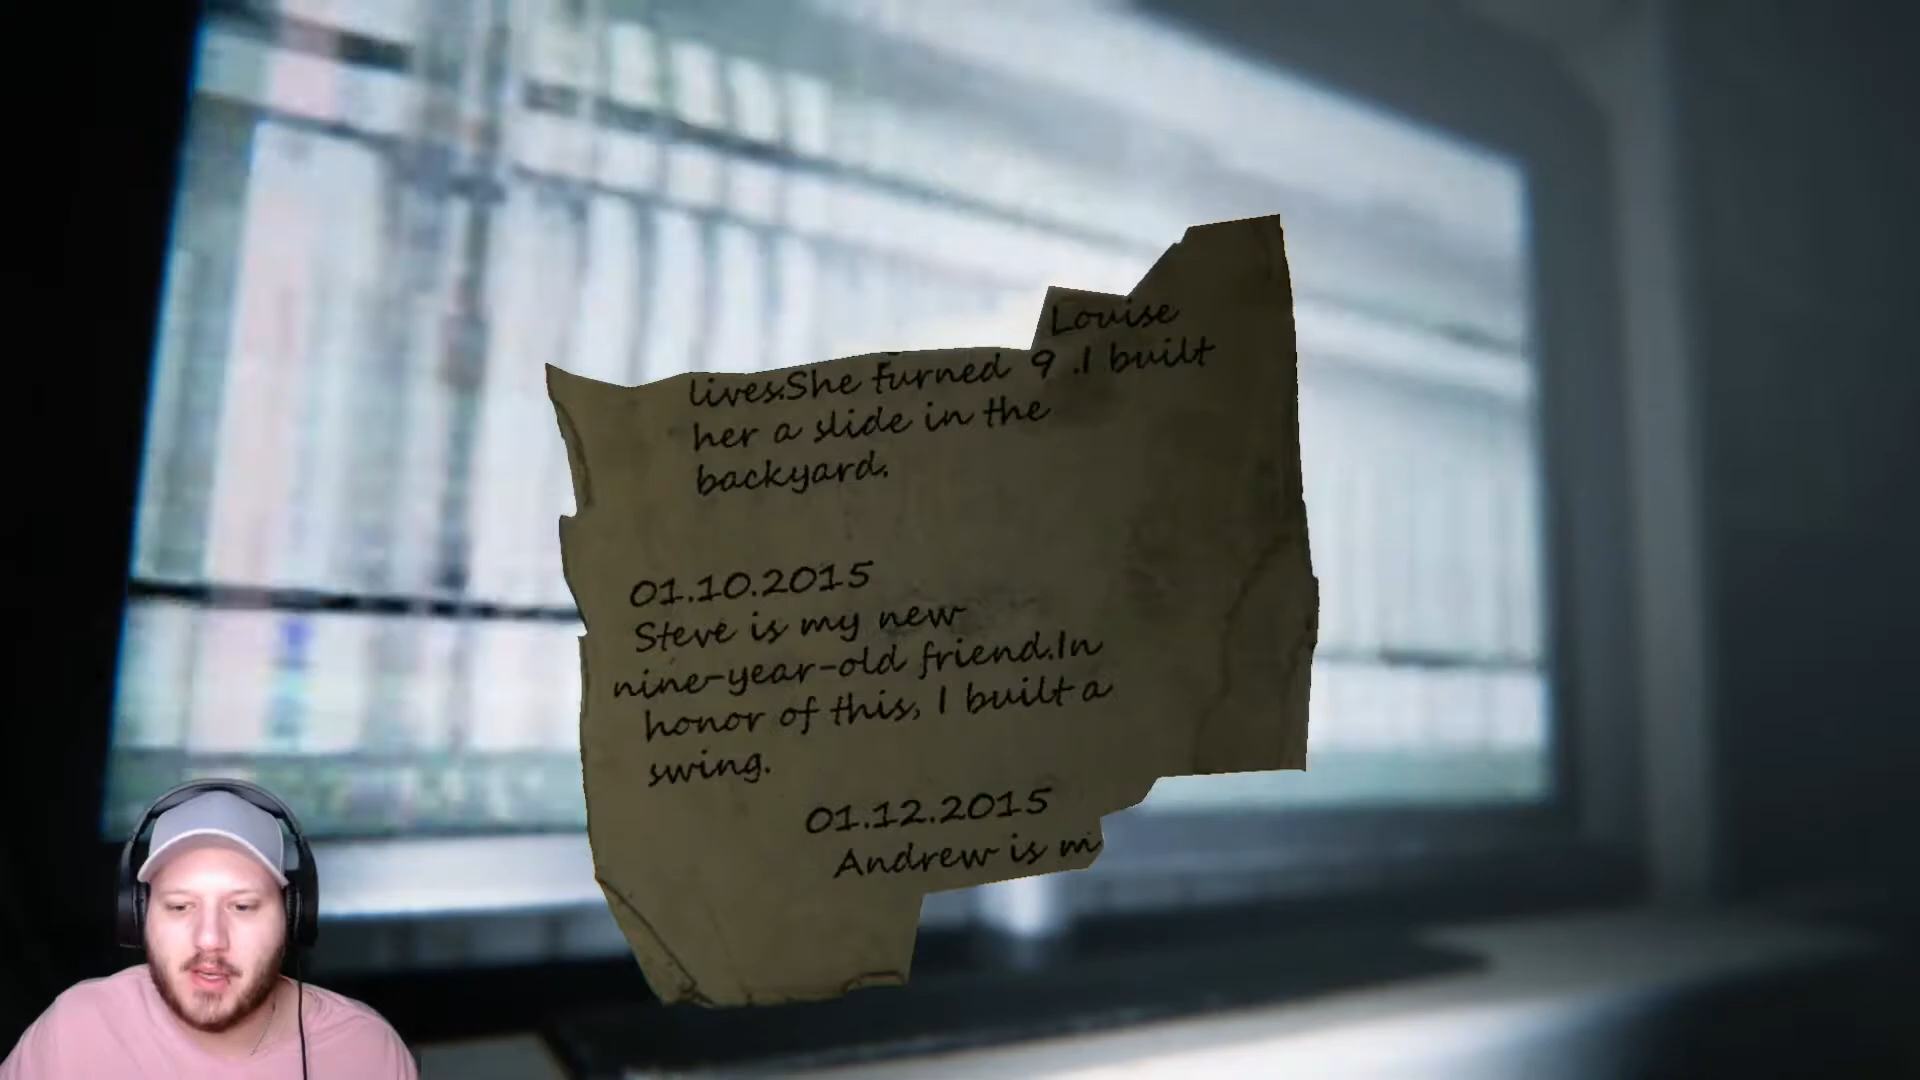 Louise
lives.She turned 9 .I built
her a slide in the
backyard.
01.10.2015
Steve is my new
nine-year-old friend.In
honor of this, I built a
swing.
01.12.2015
Andrew is m